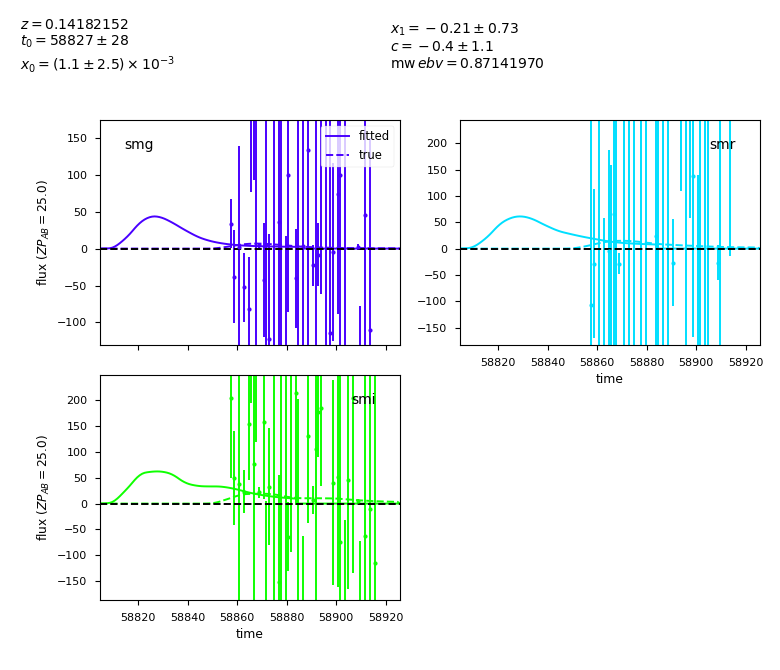 z = 0.14182152
t₀ = 58827 ± 28
x₀ = (1.1 ± 2.5) × 10⁻³
x₁ = −0.21 ± 0.73
c = −0.4 ± 1.1
mw ebv = 0.87141970
smg
fitted
true
150
100
50
0
−50
−100
flux (ZP_AB = 25.0)
smr
200
150
100
50
0
−50
−100
−150
58820 58840 58860 58880 58900 58920
time
smi
200
150
100
50
0
−50
−100
−150
flux (ZP_AB = 25.0)
58820 58840 58860 58880 58900 58920
time